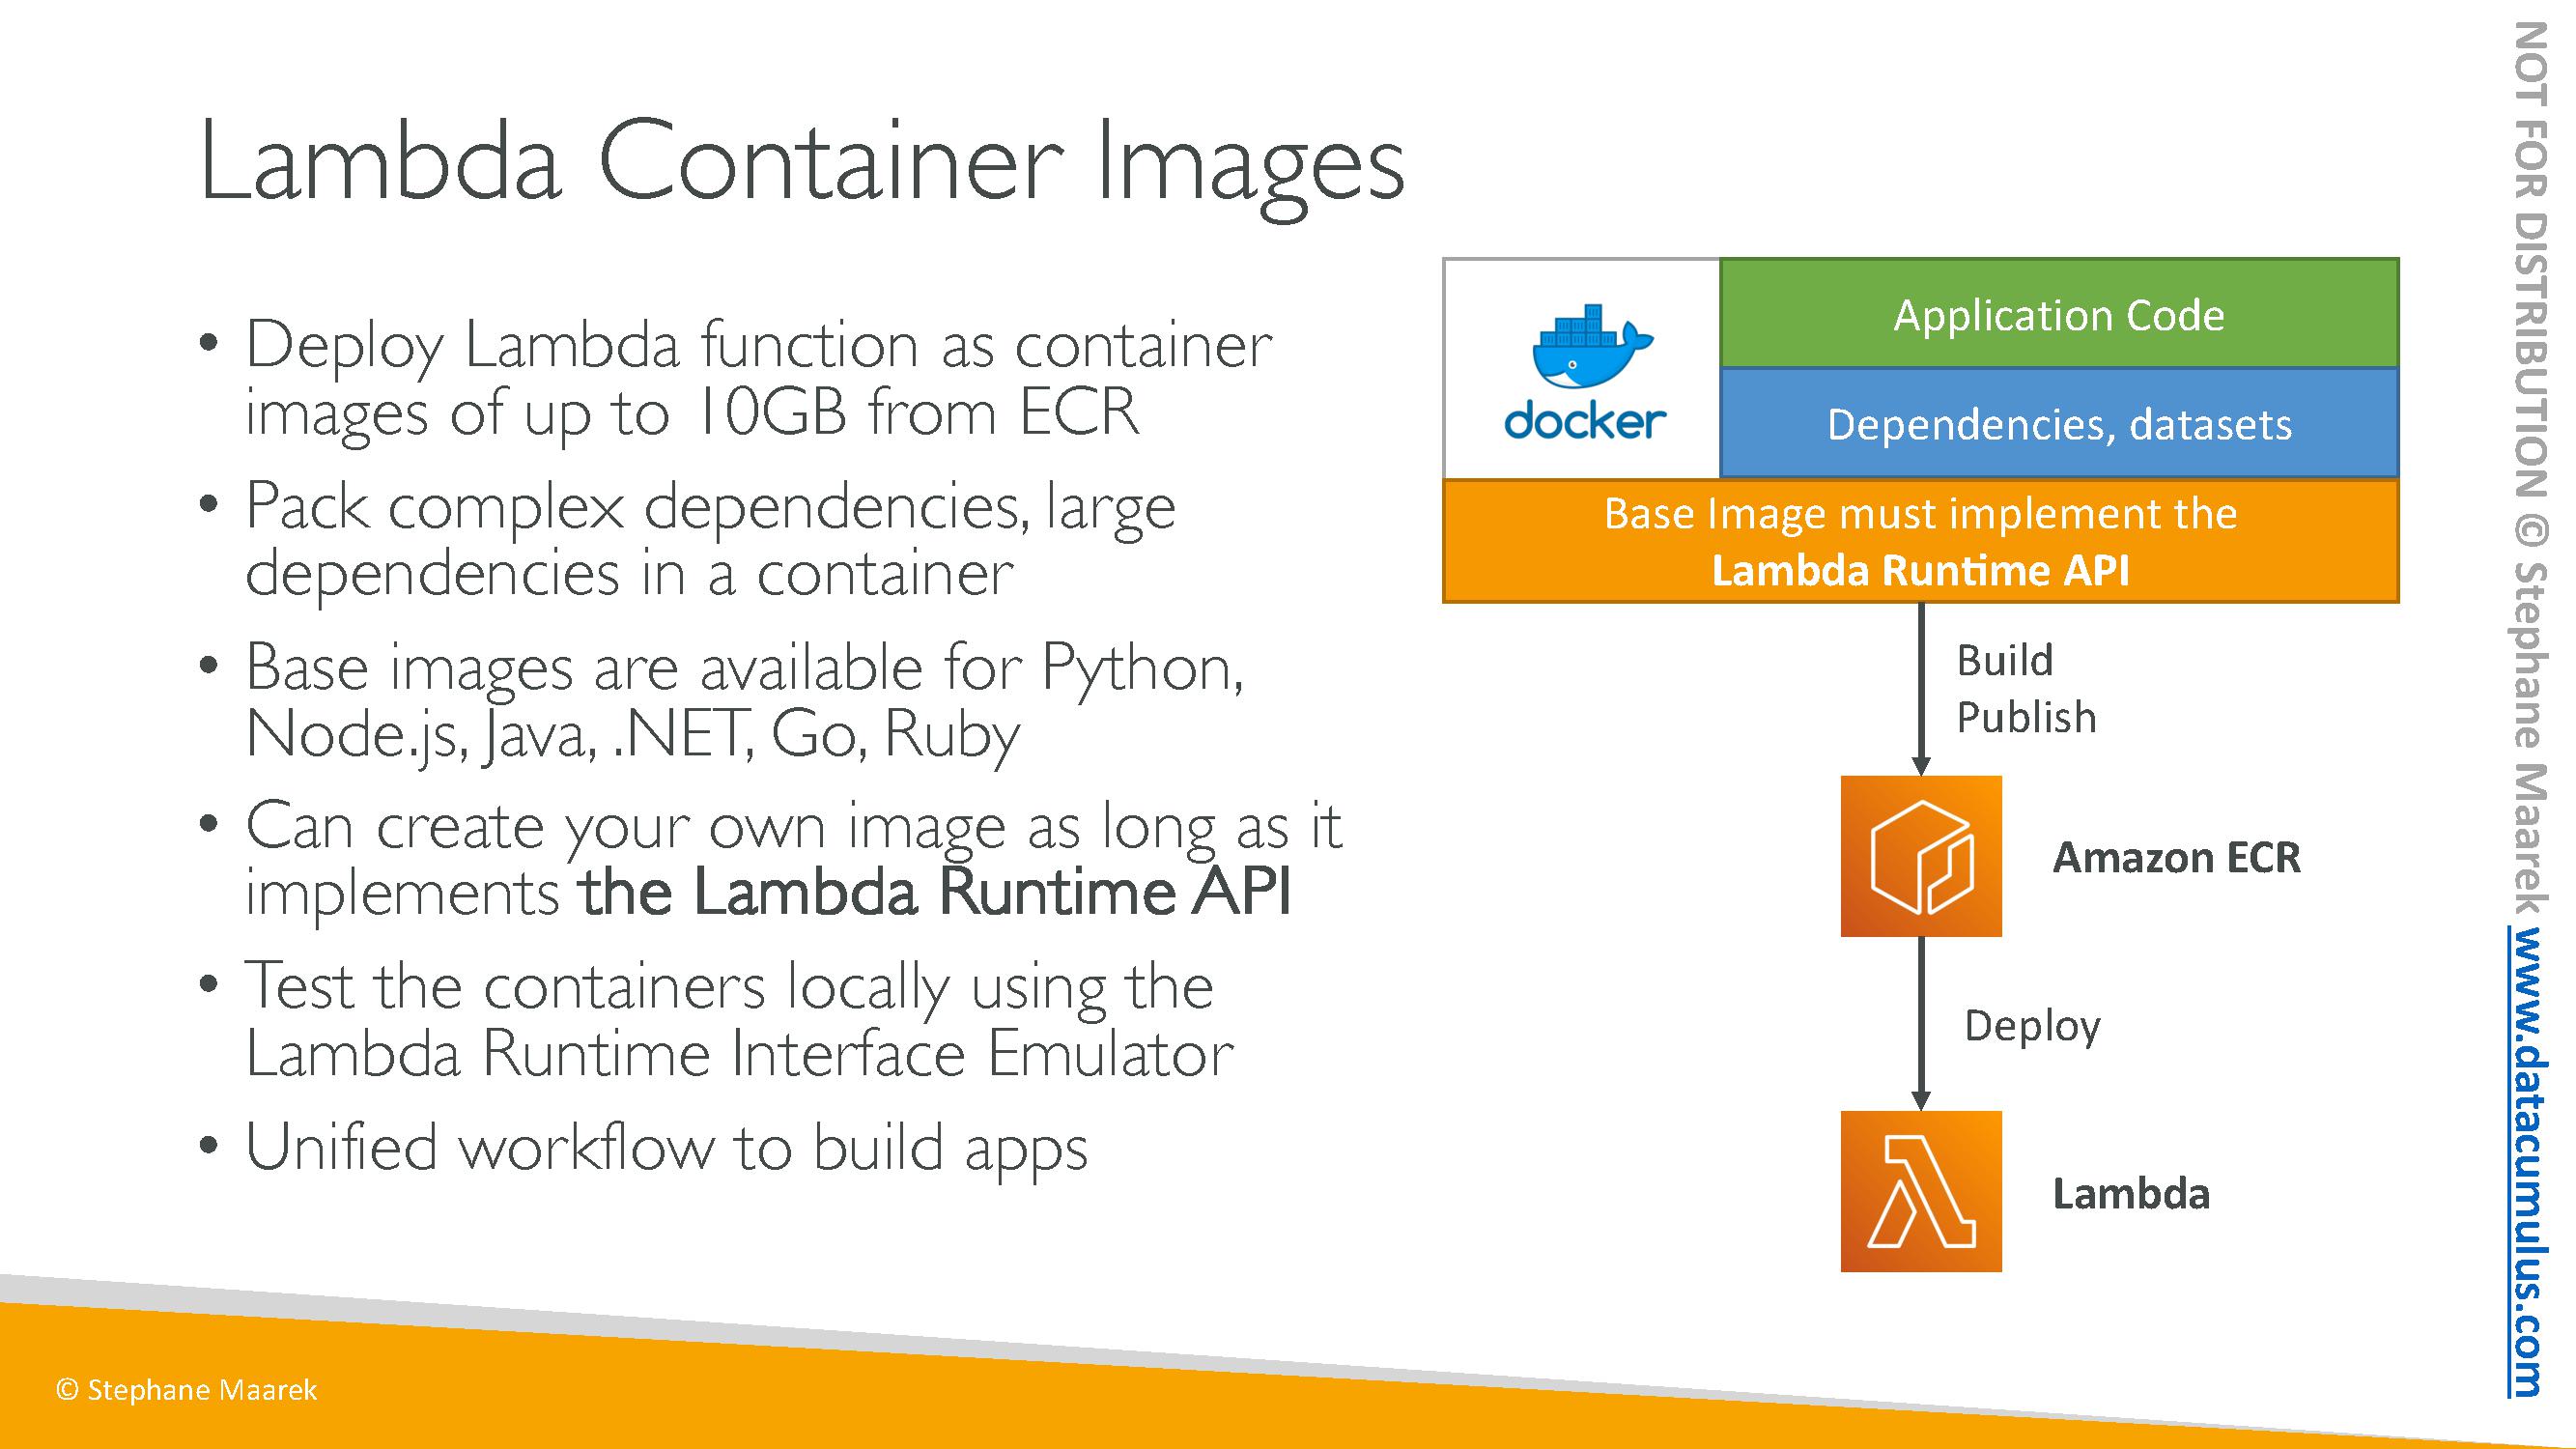 Lambda Container Images
• Deploy Lambda function as container
images of up to 10GB from ECR
• Pack complex dependencies, large
dependencies in a container
• Base images are available for Python,
Node.js, Java, .NET, Go, Ruby
• Can create your own image as long as it
implements the Lambda Runtime API
• Test the containers locally using the
Lambda Runtime Interface Emulator
• Unified workflow to build apps
docker
Application Code
Dependencies, datasets
Base Image must implement the
Lambda Runtime API
Build
Publish
Amazon ECR
Deploy
Lambda
© Stephane Maarek
NOT FOR DISTRIBUTION © Stephane Maarek www.datacumulus.com